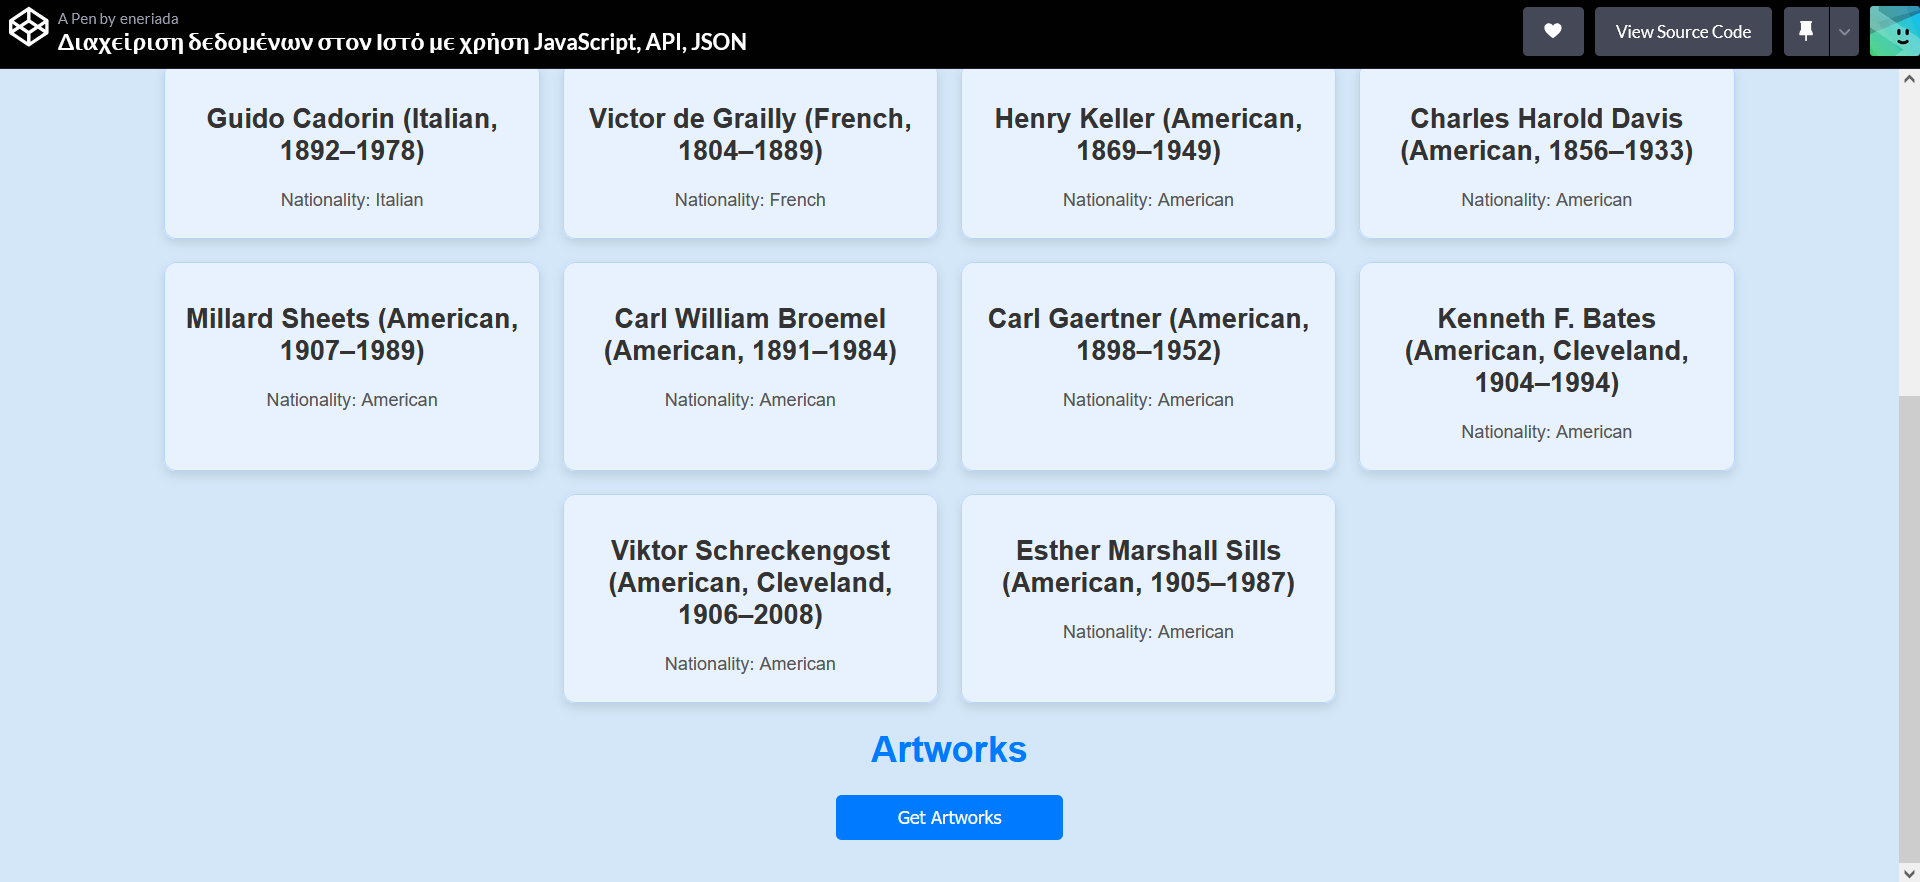 A Pen by eneriada
Διαχείριση δεδομένων στον Ιστό με χρήση JavaScript, API, JSON
View Source Code
Guido Cadorin (Italian,
1892–1978)
Nationality: Italian
Victor de Grailly (French,
1804–1889)
Nationality: French
Henry Keller (American,
1869–1949)
Nationality: American
Charles Harold Davis
(American, 1856–1933)
Nationality: American
Millard Sheets (American,
1907–1989)
Nationality: American
Carl William Broemel
(American, 1891–1984)
Nationality: American
Carl Gaertner (American,
1898–1952)
Nationality: American
Kenneth F. Bates
(American, Cleveland,
1904–1994)
Nationality: American
Viktor Schreckengost
(American, Cleveland,
1906–2008)
Nationality: American
Esther Marshall Sills
(American, 1905–1987)
Nationality: American
Artworks
Get Artworks